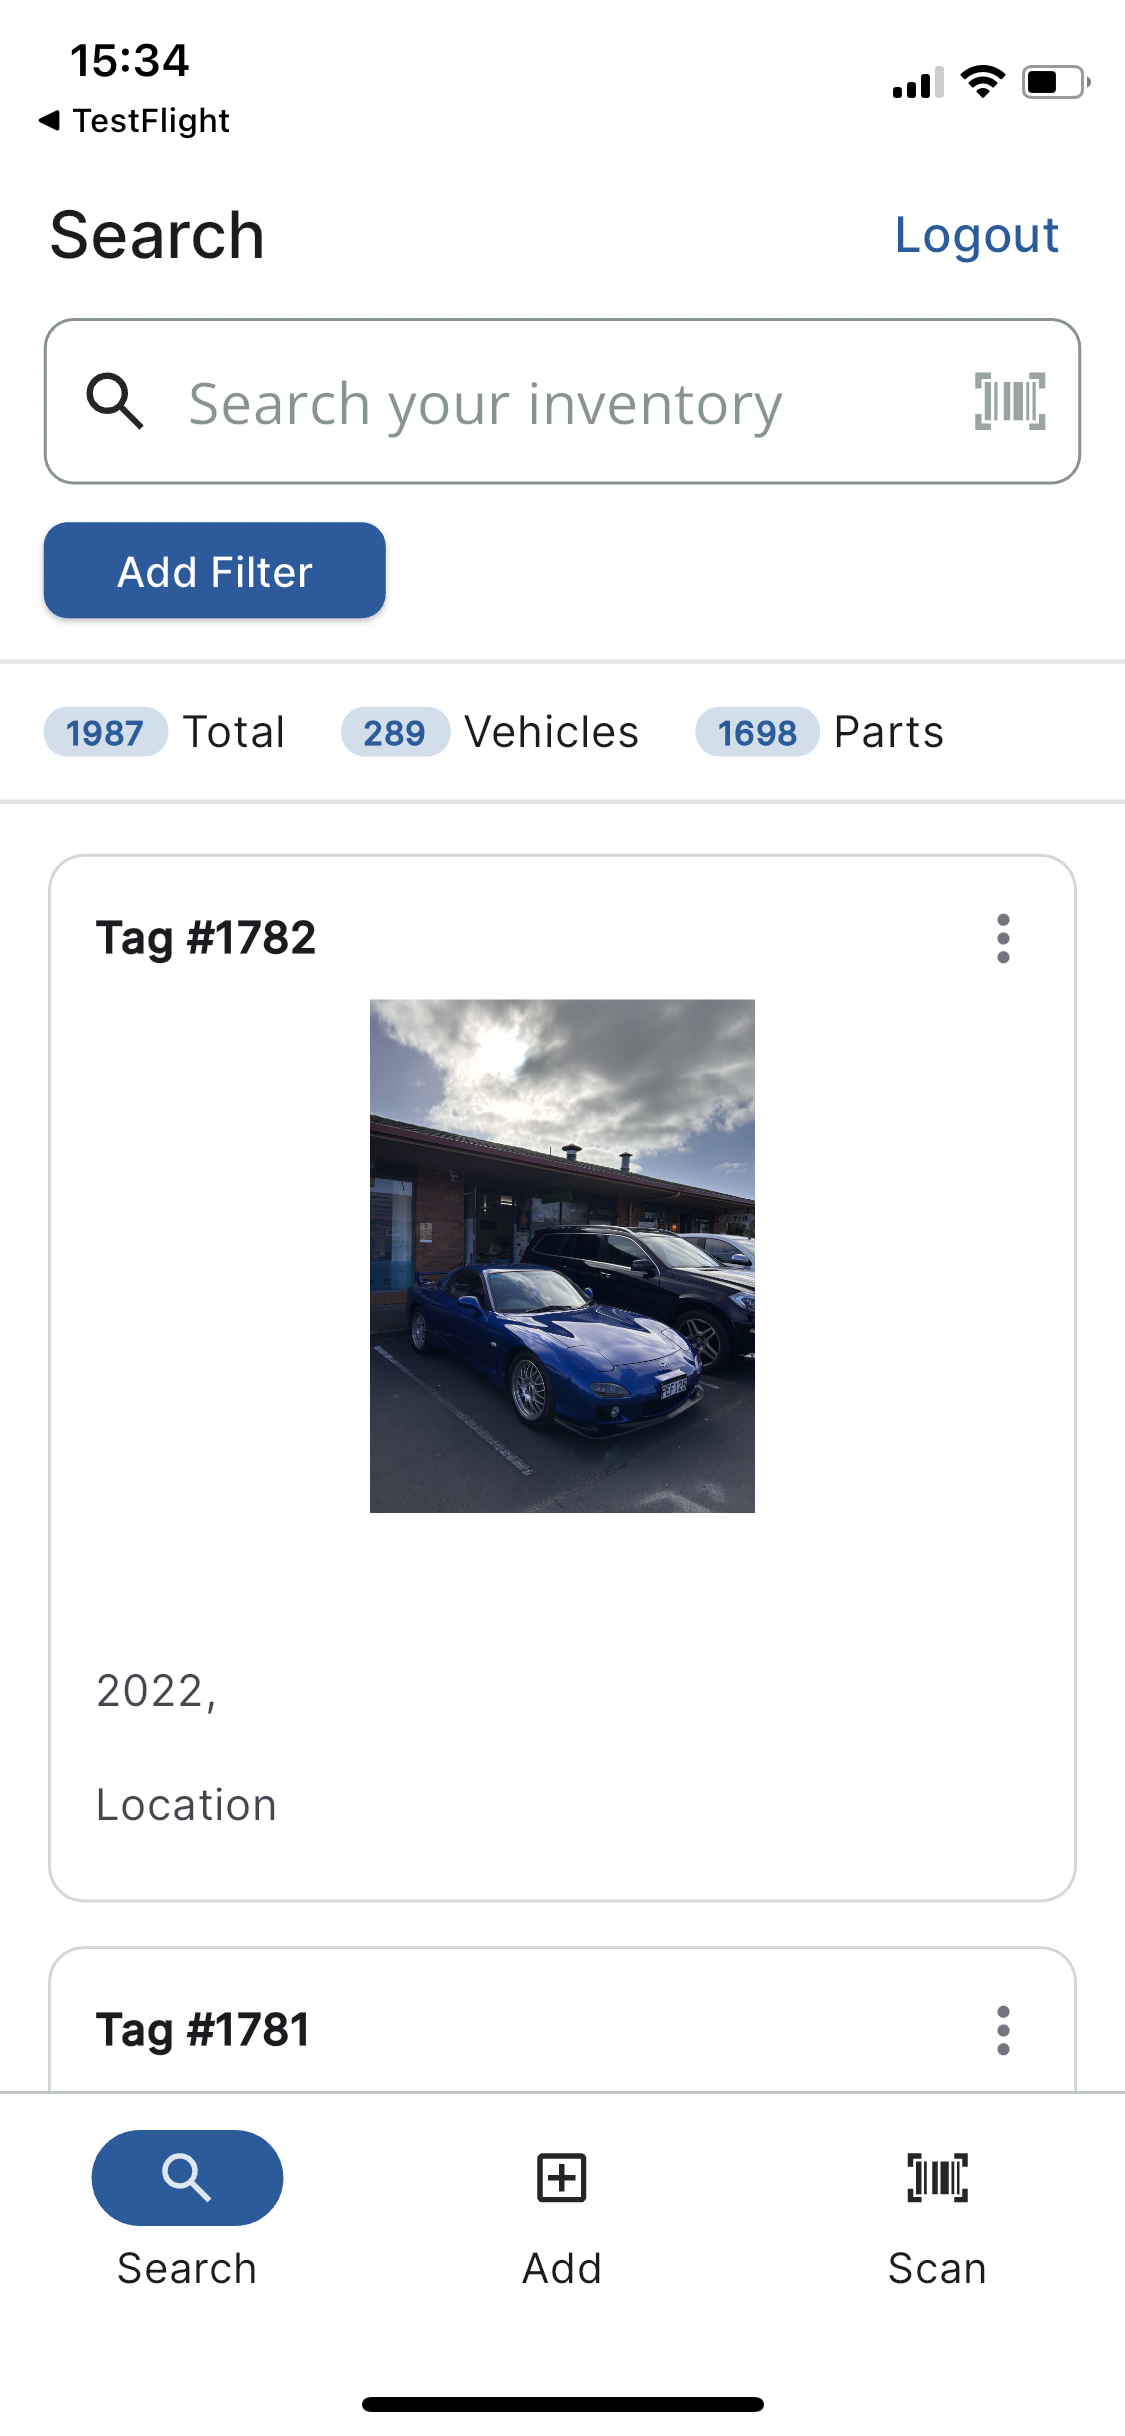 15:34
TestFlight
Search
Logout
Search your inventory
Add Filter
1987 Total 289 Vehicles 1698 Parts
Tag #1782
2022,
Location
Tag #1781
Search Add Scan